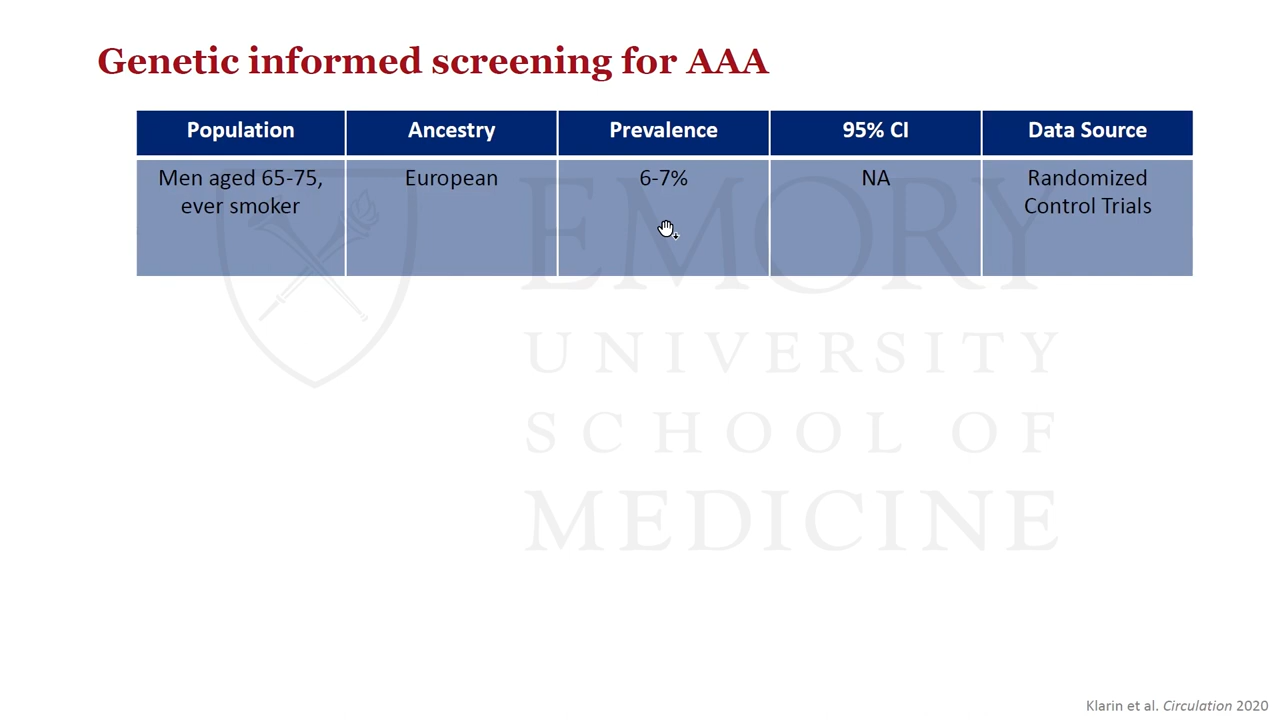 Genetic informed screening for AAA
Population Ancestry Prevalence 95% CI Data Source
Men aged 65-75, European 6-7% NA Randomized
ever smoker Control Trials
EMORY
UNIVERSITY
SCHOOL OF
MEDICINE
Klarin et al. Circulation 2020